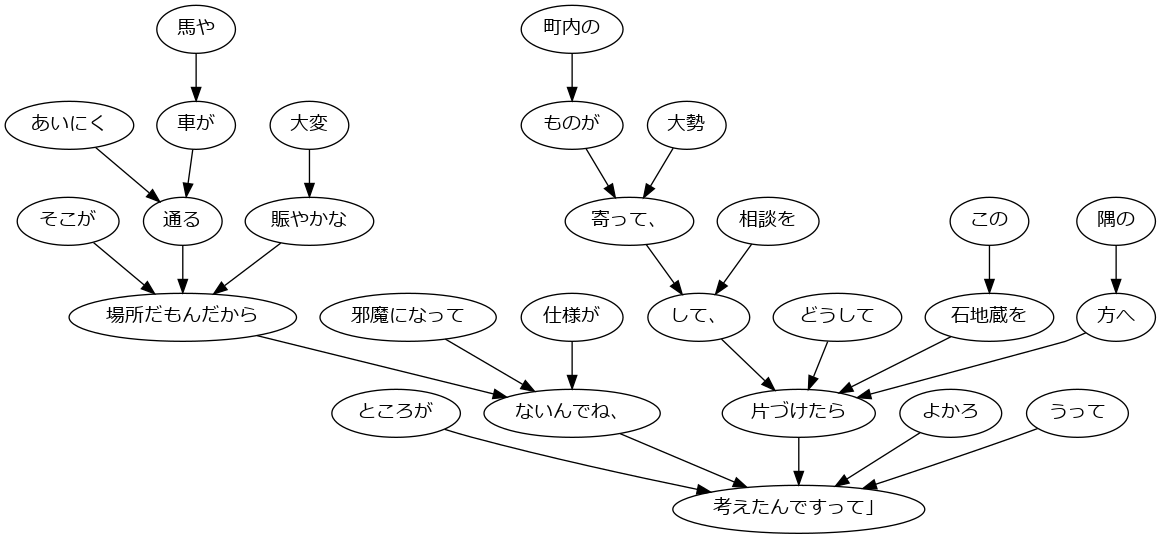 馬や
町内の
あいにく
車が
大変
ものが
大勢
そこが
通る
賑やかな
寄って、
相談を
この
隅の
場所だもんだから
邪魔になって
仕様が
して、
どうして
石地蔵を
方へ
ところが
ないんでね、
片づけたら
よかろ
うって
考えたんですって」